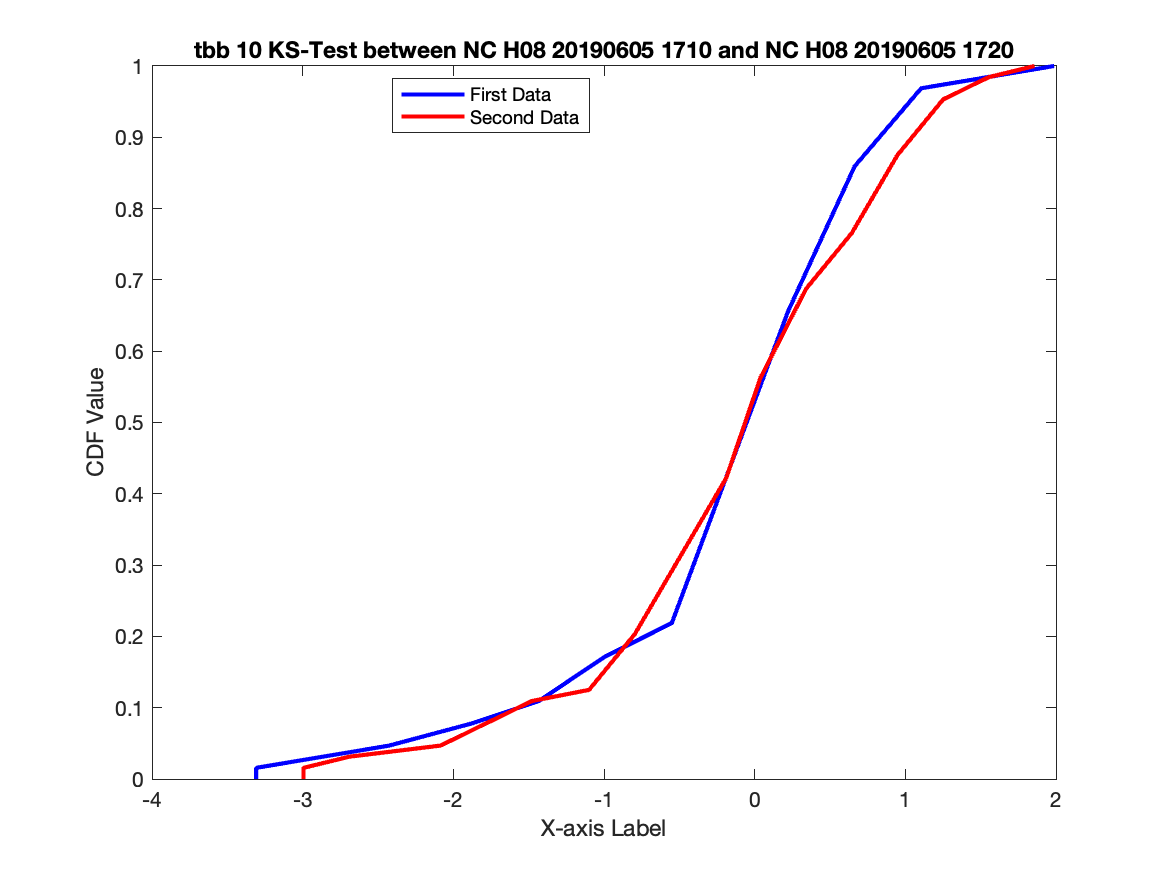 tbb 10 KS-Test between NC H08 20190605 1710 and NC H08 20190605 1720
First Data
Second Data
1
0.9
0.8
0.7
0.6
0.5
0.4
0.3
0.2
0.1
0
CDF Value
-4 -3 -2 -1 0 1 2
X-axis Label